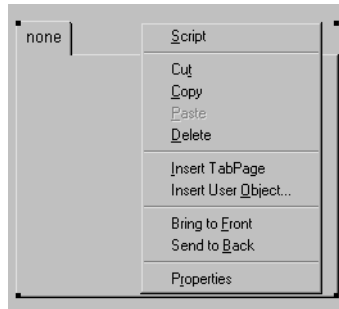 none
Script
Cut
Copy
Paste
Delete
Insert TabPage
Insert User Object...
Bring to Front
Send to Back
Properties